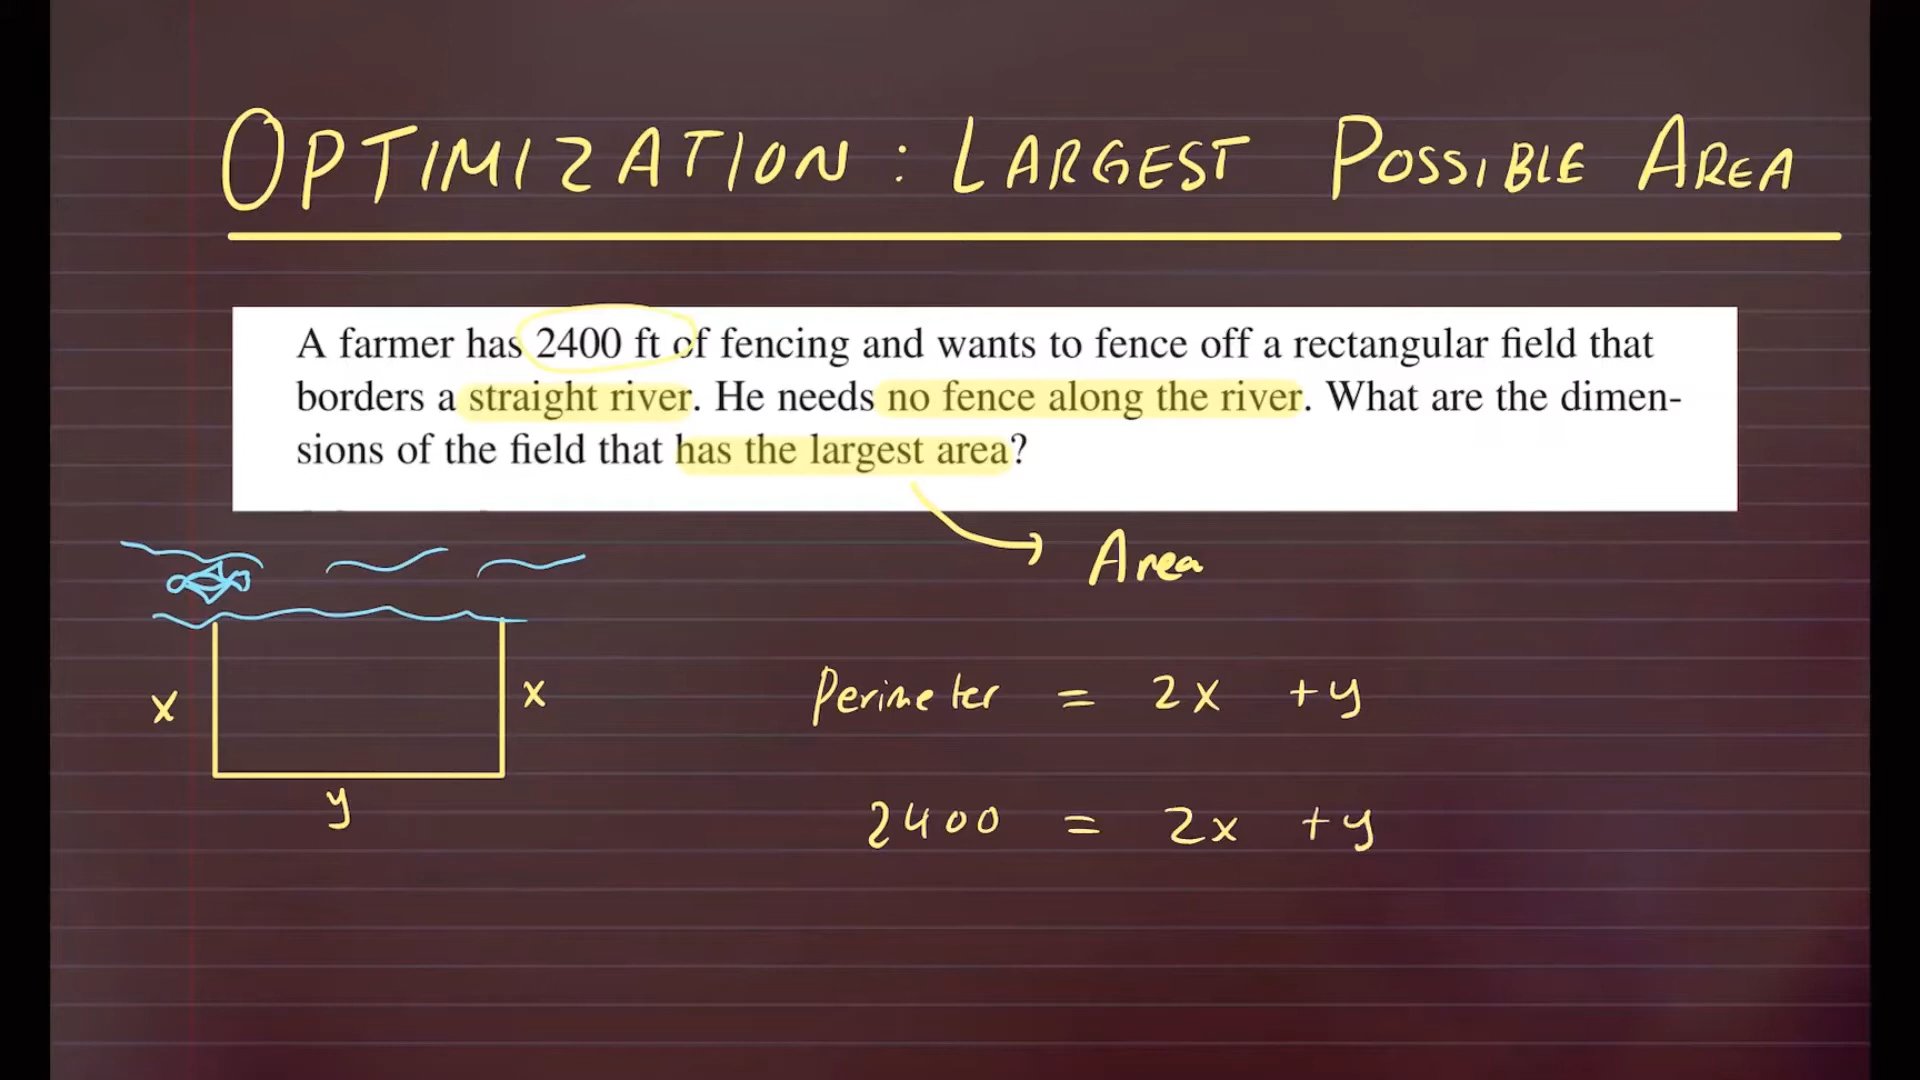 OPTIMIZATION: LARGEST POSSIBLE AREA
A farmer has 2400 ft of fencing and wants to fence off a rectangular field that
borders a straight river. He needs no fence along the river. What are the dimen-
sions of the field that has the largest area?
Area
x
x
y
Perimeter = 2x + y
2400 = 2x + y